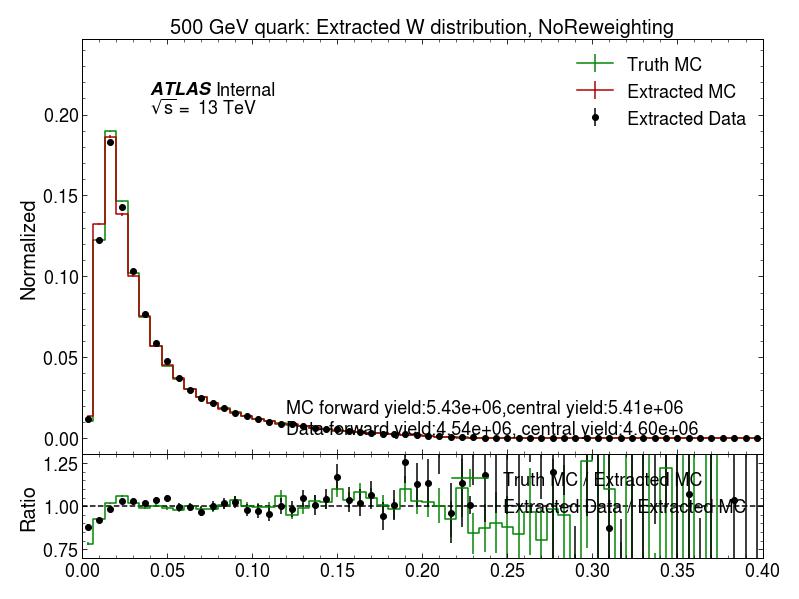 500 GeV quark: Extracted W distribution, NoReweighting
ATLAS Internal
√s = 13 TeV
Truth MC
Extracted MC
Extracted Data
Normalized
0.20
0.15
0.10
0.05
0.00
MC forward yield:5.43e+06,central yield:5.41e+06
Data forward yield:4.54e+06, central yield:4.60e+06
Ratio
1.25
1.00
0.75
Truth MC / Extracted MC
Extracted Data / Extracted MC
0.00 0.05 0.10 0.15 0.20 0.25 0.30 0.35 0.40